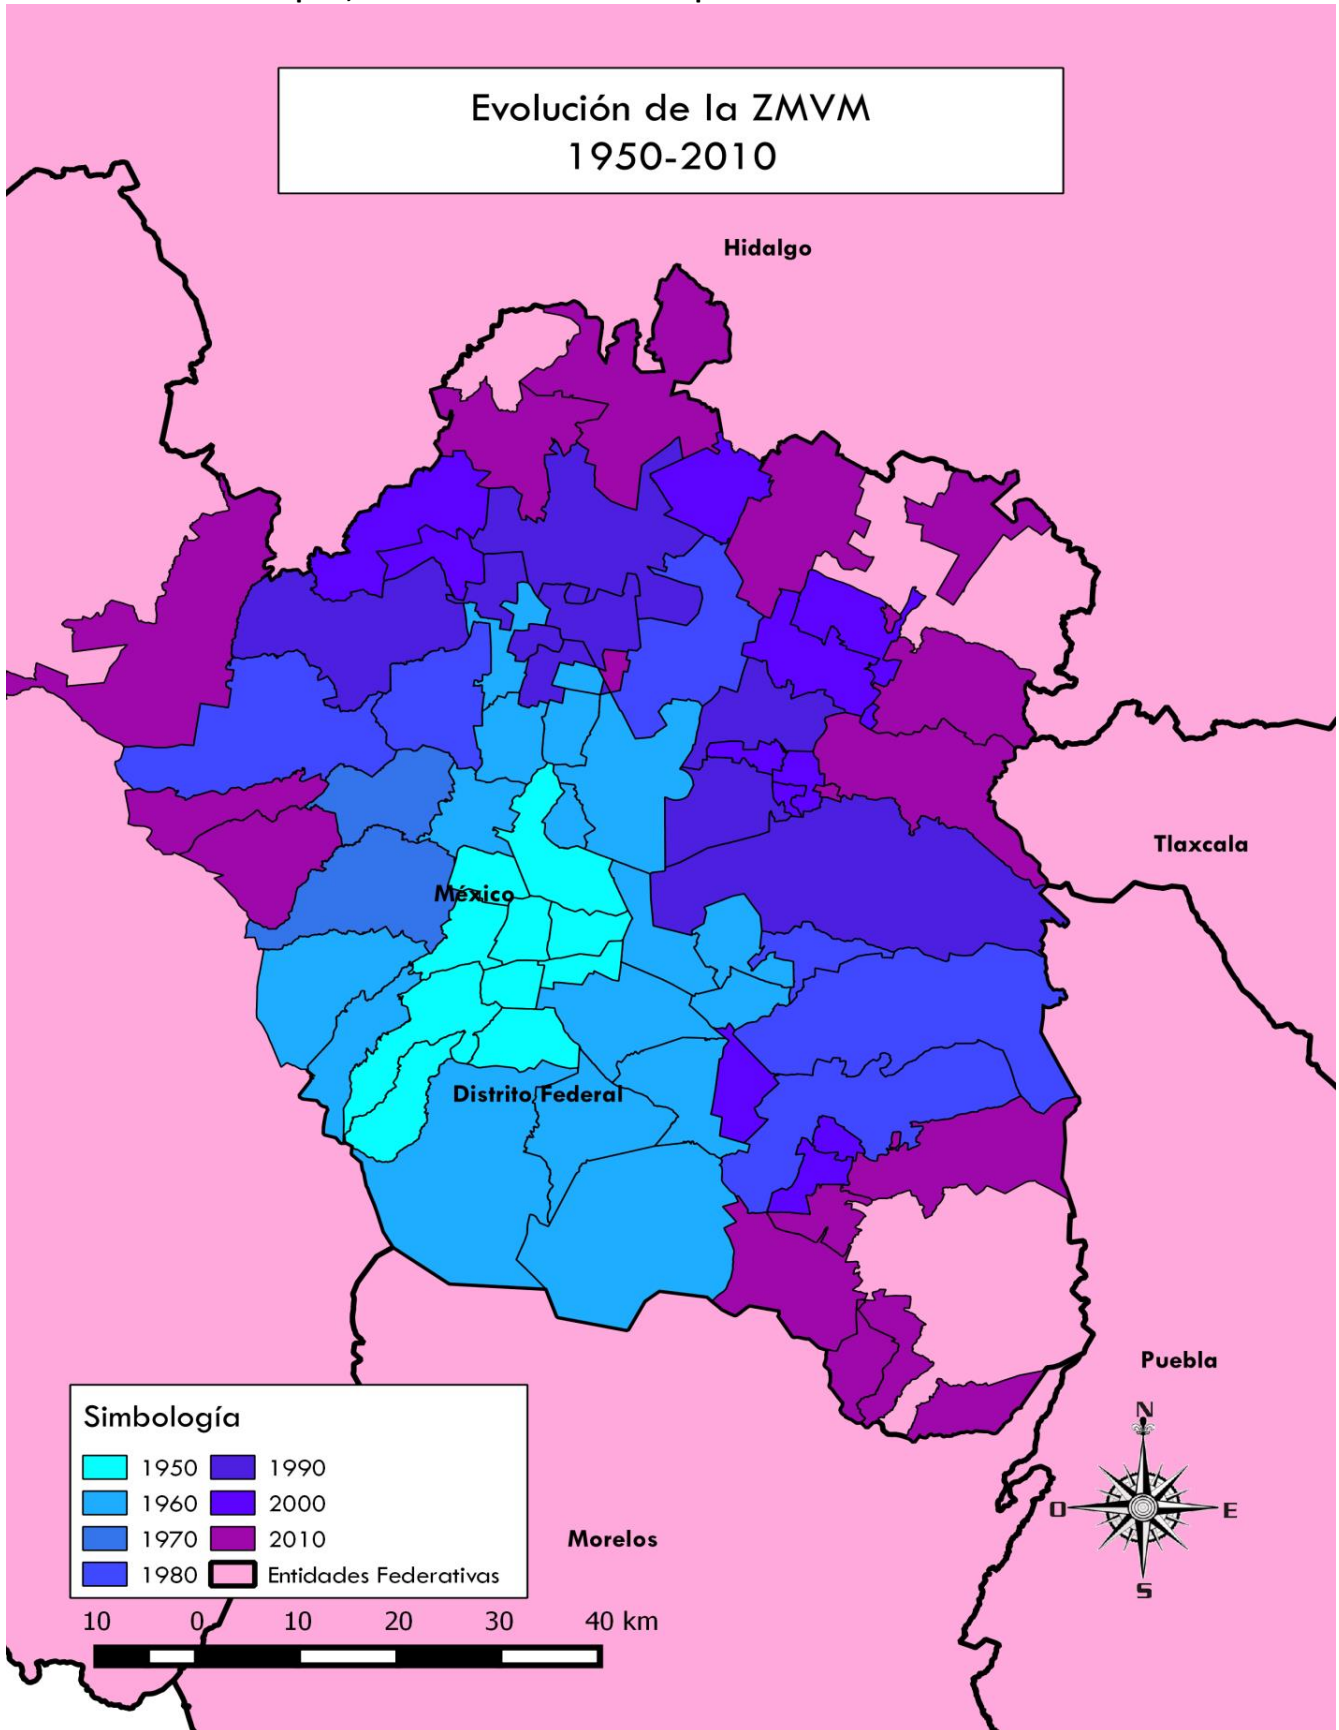 Evolución de la ZMVM
1950-2010
Hidalgo
Tlaxcala
México
Distrito Federal
Puebla
Morelos
Simbología
1950
1960
1970
1980
1990
2000
2010
Entidades Federativas
N
O
E
S
10 0 10 20 30 40 km